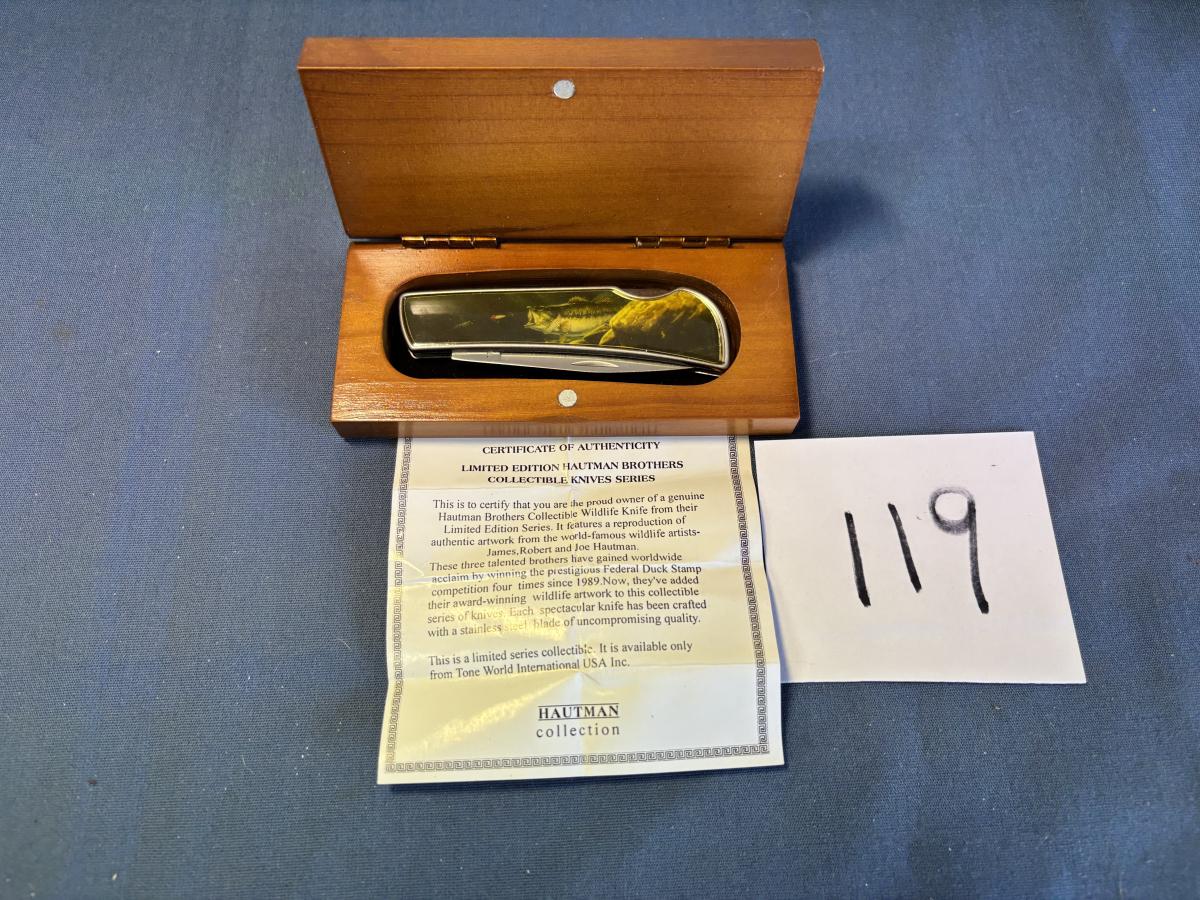 CERTIFICATE OF AUTHENTICITY
LIMITED EDITION HAUTMAN BROTHERS
COLLECTIBLE KNIVES SERIES
This is to certify that you are the proud owner of a genuine
Hautman Brothers Collectible Wildlife Knife from their
Limited Edition Series. It features a reproduction of
authentic artwork from the world-famous wildlife artists-
James,Robert and Joe Hautman.
These three talented brothers have gained worldwide
acclaim by winning the prestigious Federal Duck Stamp
competition four times since 1989.Now, they've added
their award-winning wildlife artwork to this collectible
series of knives. Each spectacular knife has been crafted
with a stainless steel blade of uncompromising quality.
This is a limited series collectible. It is available only
from Tone World International USA Inc.
HAUTMAN
collection
119